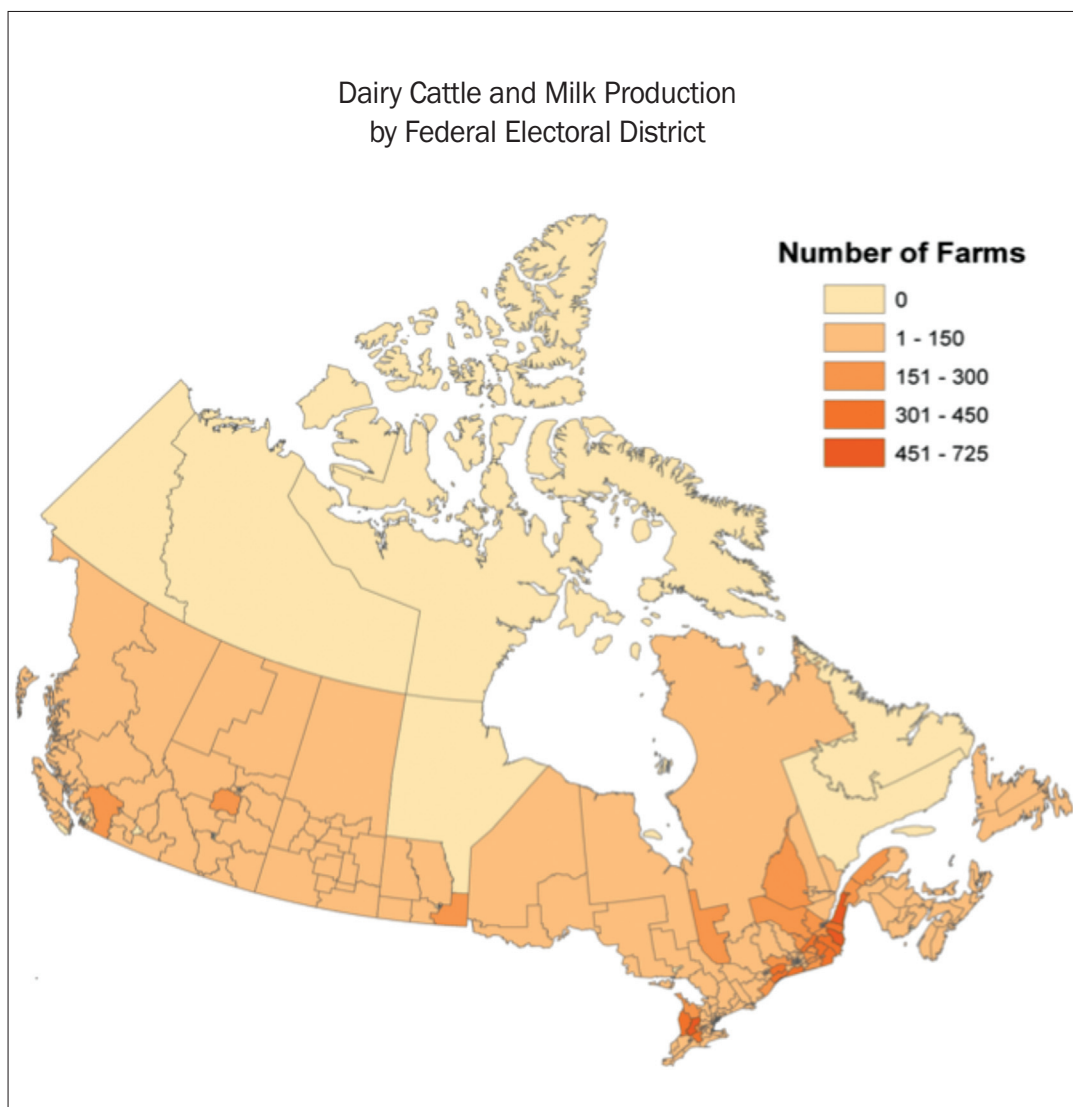 Dairy Cattle and Milk Production
by Federal Electoral District
Number of Farms
0
1 - 150
151 - 300
301 - 450
451 - 725